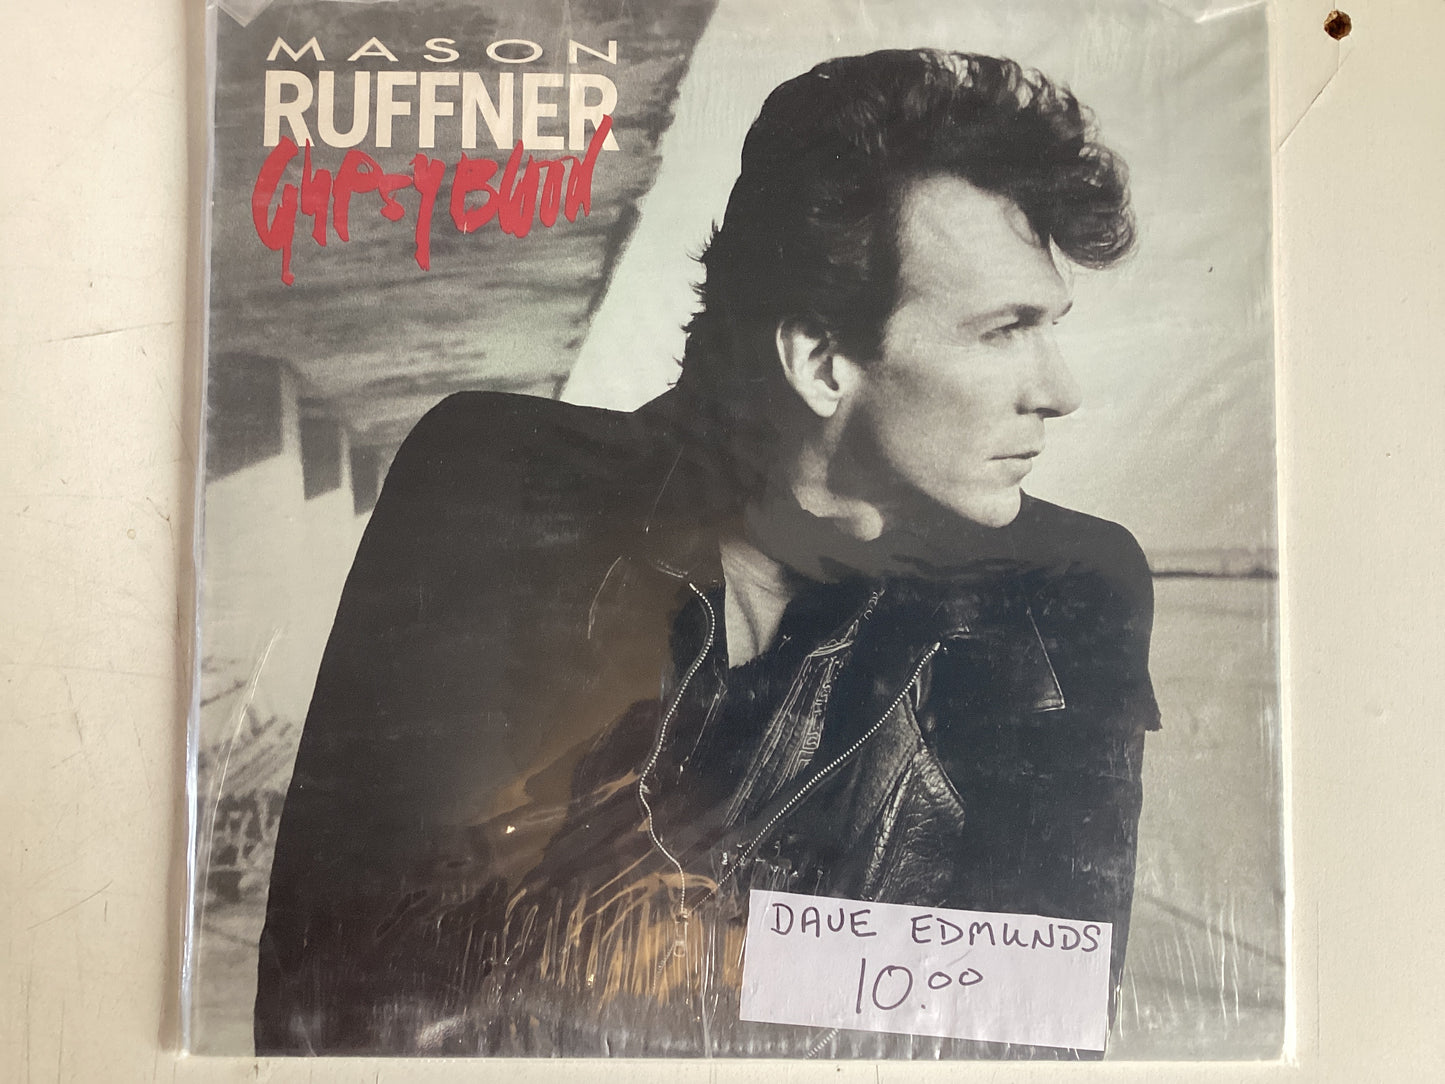 MASON
RUFFNER
GYPSY BLOOD
DAVE EDMUNDS
10.00